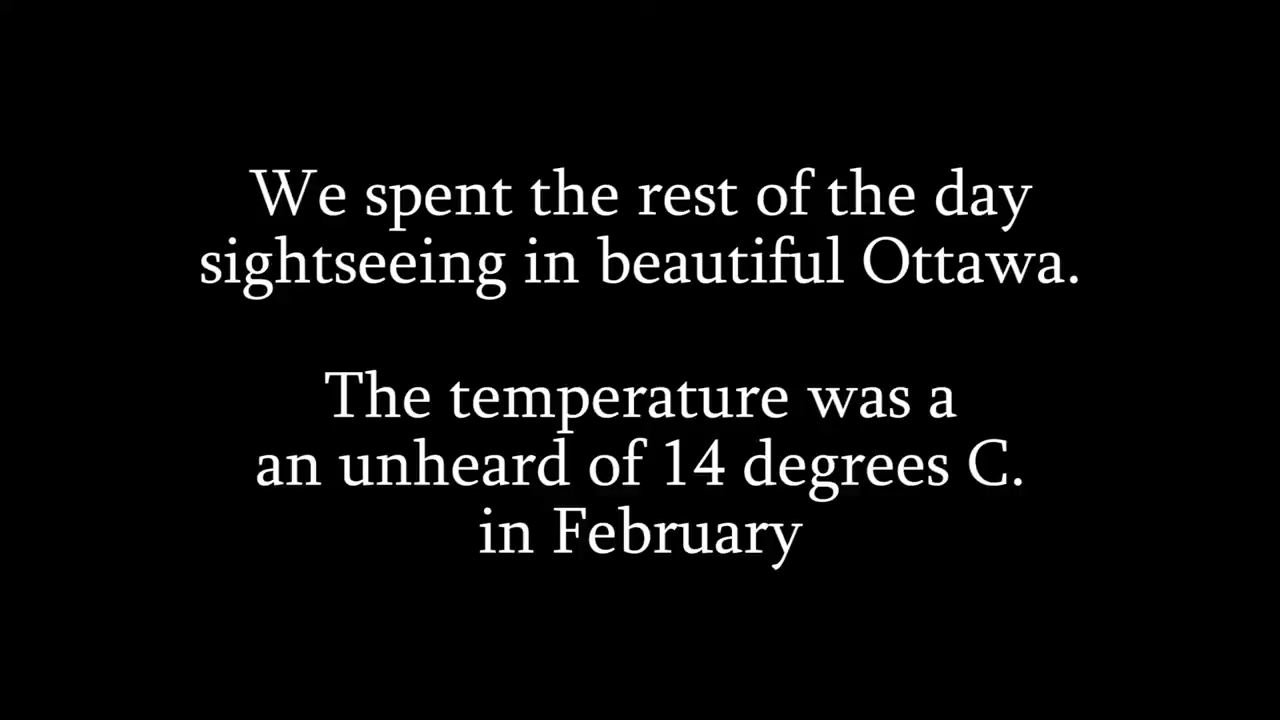 We spent the rest of the day
sightseeing in beautiful Ottawa.
The temperature was a
an unheard of 14 degrees C.
in February